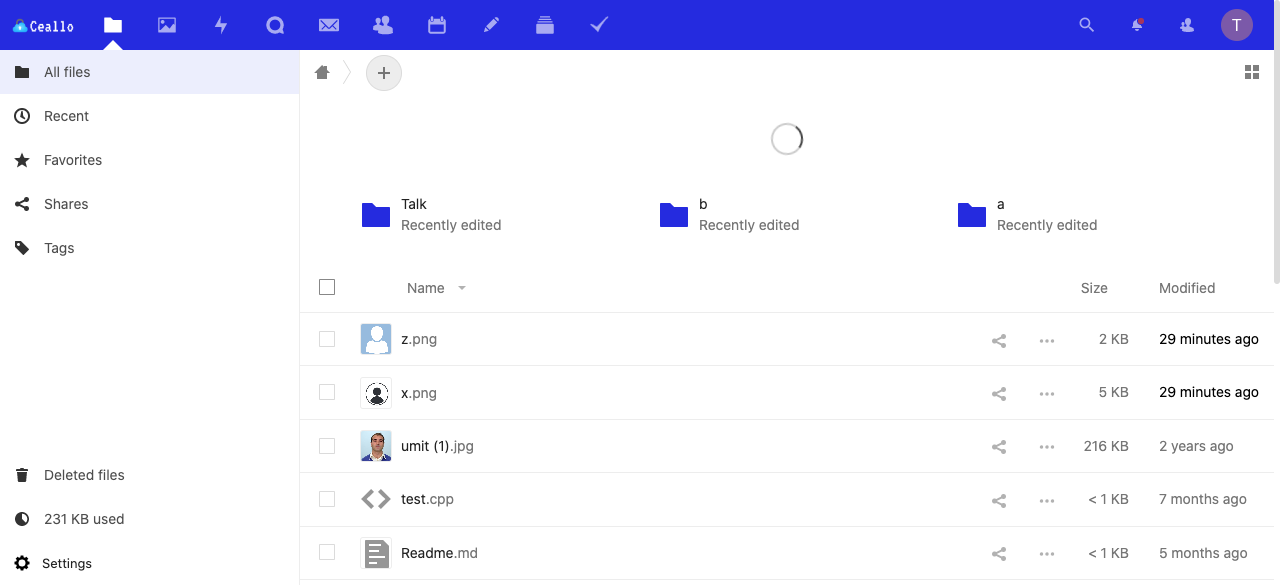 Ceallo
T
All files
Recent
Favorites
Shares
Tags
Deleted files
231 KB used
Settings
Talk
Recently edited
b
Recently edited
a
Recently edited
Name Size Modified
z.png 2 KB 29 minutes ago
x.png 5 KB 29 minutes ago
umit (1).jpg 216 KB 2 years ago
test.cpp < 1 KB 7 months ago
Readme.md < 1 KB 5 months ago